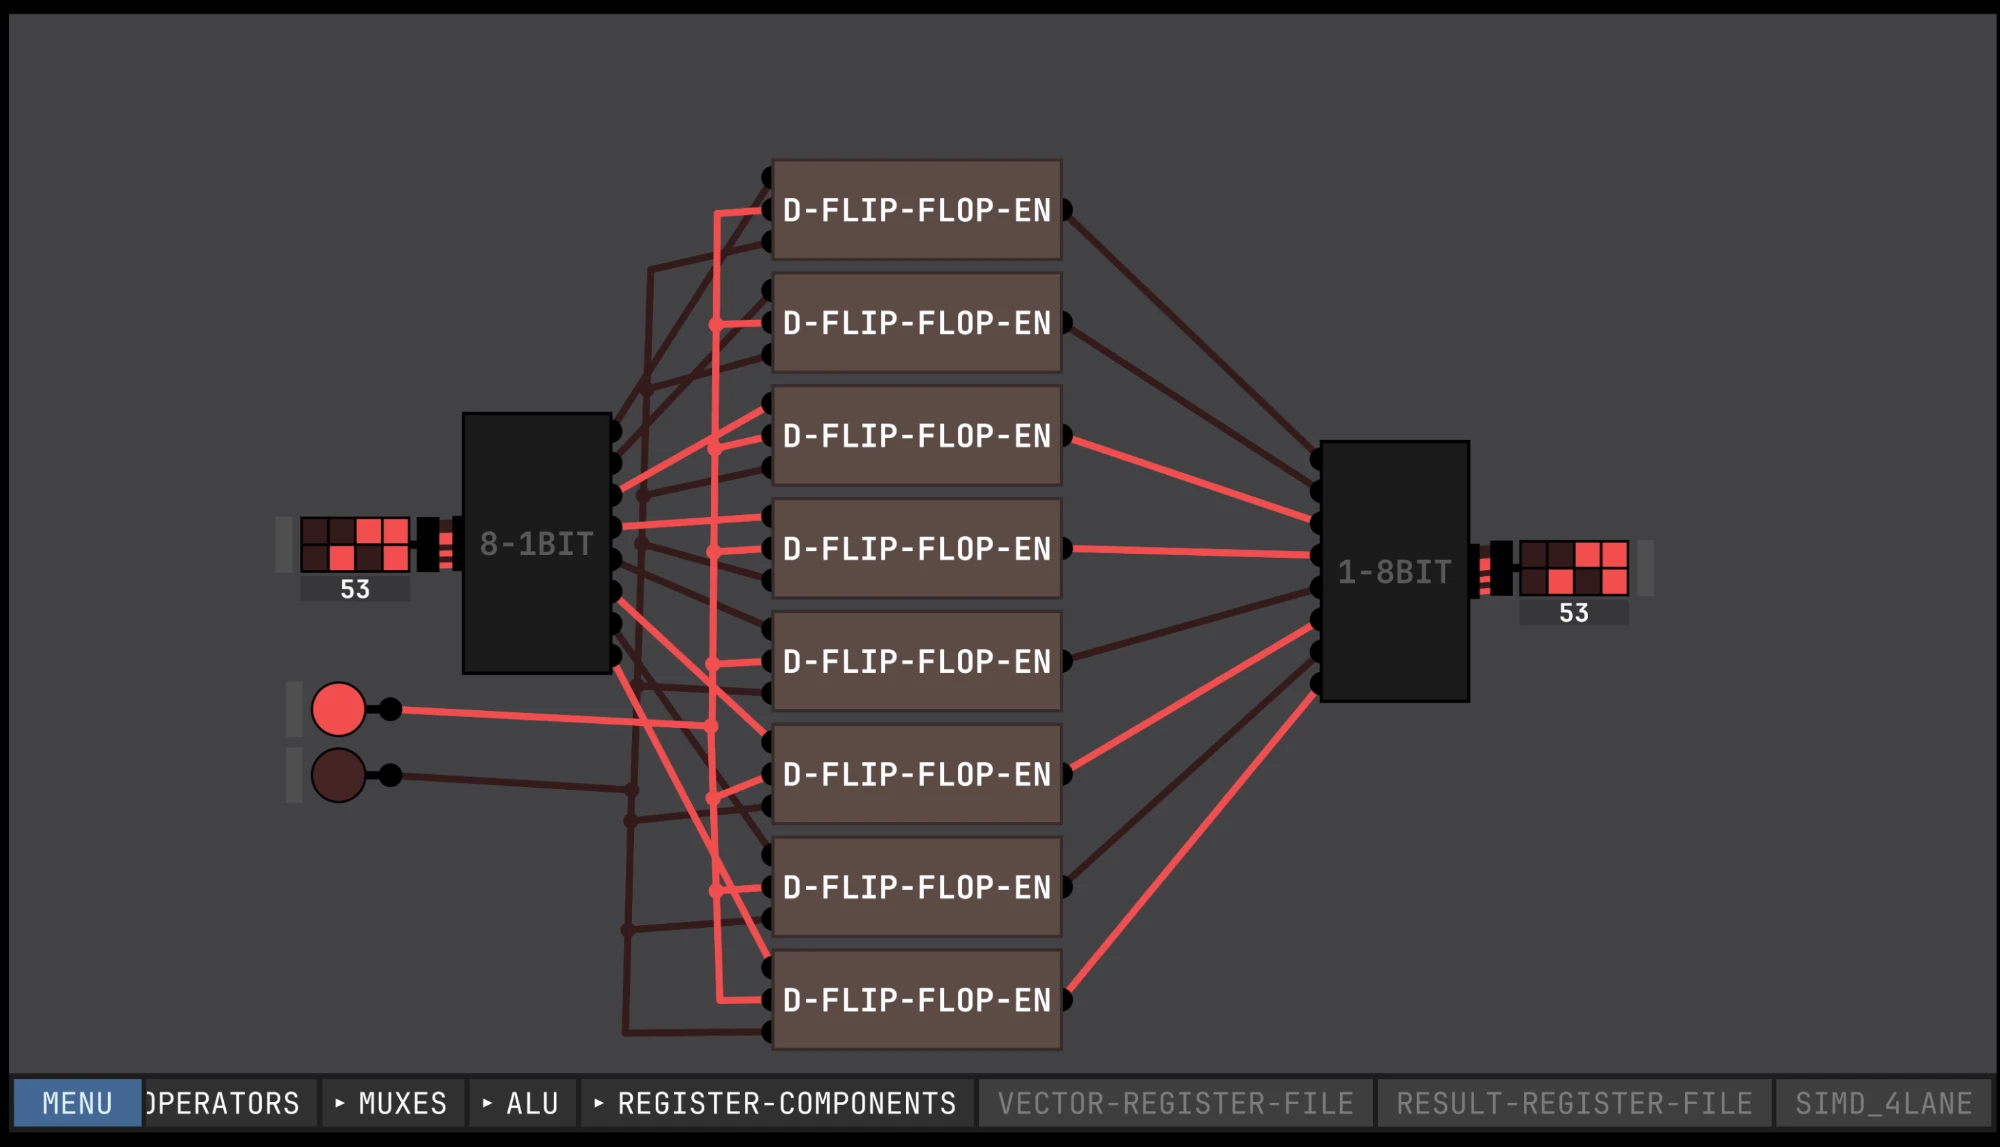 D-FLIP-FLOP-EN
D-FLIP-FLOP-EN
D-FLIP-FLOP-EN
D-FLIP-FLOP-EN
8-1BIT
1-8BIT
53
53
D-FLIP-FLOP-EN
D-FLIP-FLOP-EN
D-FLIP-FLOP-EN
D-FLIP-FLOP-EN
MENU OPERATORS ▸ MUXES ▸ ALU ▸ REGISTER-COMPONENTS VECTOR-REGISTER-FILE RESULT-REGISTER-FILE SIMD_4LANE